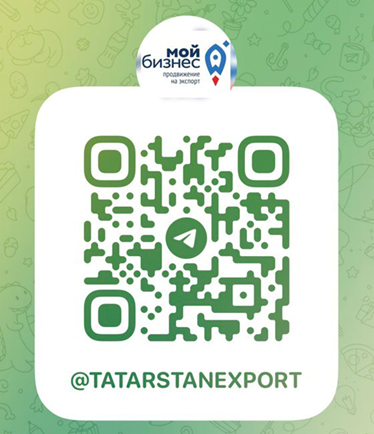 мой
бизнес
продвижение
на экспорт
@TATARSTANEXPORT